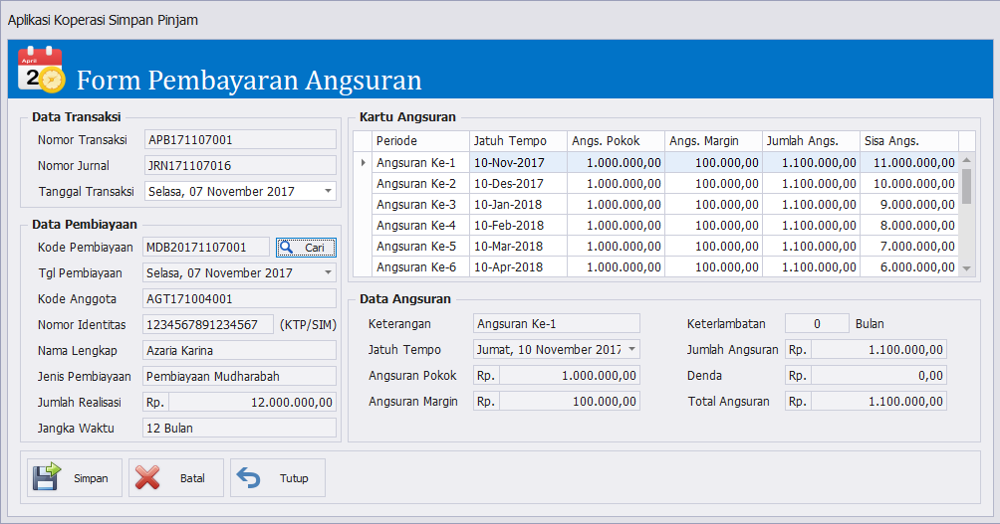 Aplikasi Koperasi Simpan Pinjam
April
2
Form Pembayaran Angsuran
Data Transaksi
Nomor Transaksi APB171107001
Nomor Jurnal JRN171107016
Tanggal Transaksi Selasa, 07 November 2017
Data Pembiayaan
Kode Pembiayaan MDB20171107001 Cari
Tgl Pembiayaan Selasa, 07 November 2017
Kode Anggota AGT171004001
Nomor Identitas 1234567891234567 (KTP/SIM)
Nama Lengkap Azaria Karina
Jenis Pembiayaan Pembiayaan Mudharabah
Jumlah Realisasi Rp. 12.000.000,00
Jangka Waktu 12 Bulan
Kartu Angsuran
Periode Jatuh Tempo Angs. Pokok Angs. Margin Jumlah Angs. Sisa Angs.
Angsuran Ke-1 10-Nov-2017 1.000.000,00 100.000,00 1.100.000,00 11.000.000,00
Angsuran Ke-2 10-Des-2017 1.000.000,00 100.000,00 1.100.000,00 10.000.000,00
Angsuran Ke-3 10-Jan-2018 1.000.000,00 100.000,00 1.100.000,00 9.000.000,00
Angsuran Ke-4 10-Feb-2018 1.000.000,00 100.000,00 1.100.000,00 8.000.000,00
Angsuran Ke-5 10-Mar-2018 1.000.000,00 100.000,00 1.100.000,00 7.000.000,00
Angsuran Ke-6 10-Apr-2018 1.000.000,00 100.000,00 1.100.000,00 6.000.000,00
Data Angsuran
Keterangan Angsuran Ke-1
Jatuh Tempo Jumat, 10 November 2017
Angsuran Pokok Rp. 1.000.000,00
Angsuran Margin Rp. 100.000,00
Keterlambatan 0 Bulan
Jumlah Angsuran Rp. 1.100.000,00
Denda Rp. 0,00
Total Angsuran Rp. 1.100.000,00
Simpan Batal Tutup